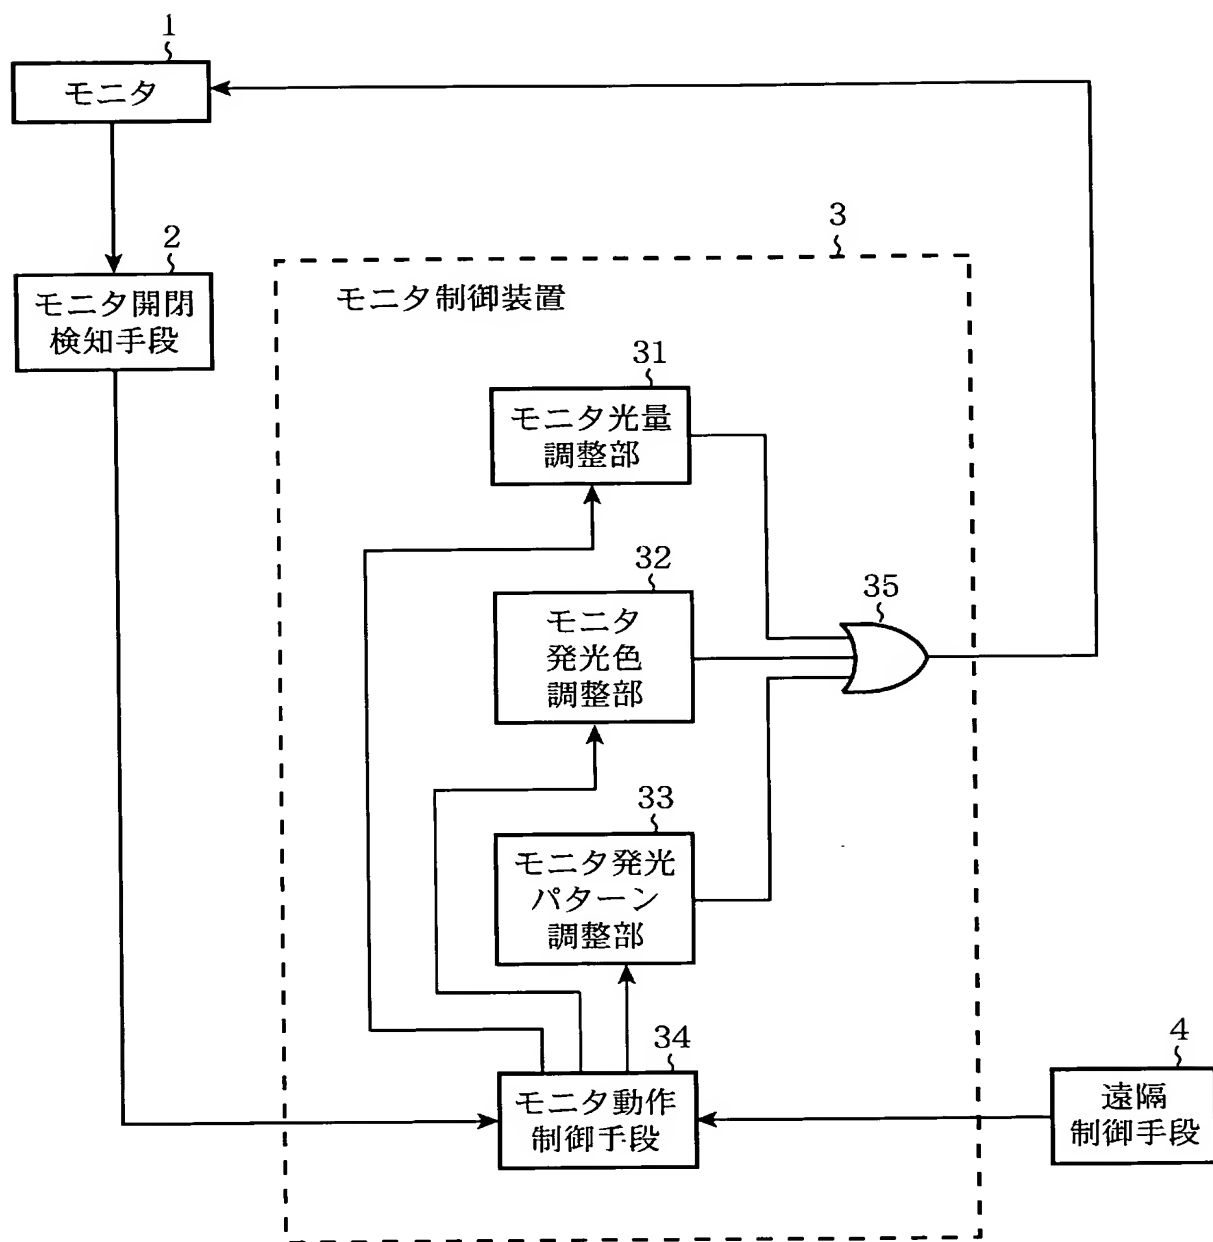 1
モニタ
2
モニタ開閉
検知手段
3
モニタ制御装置
31
モニタ光量
調整部
32
モニタ
発光色
調整部
35
33
モニタ発光
パターン
調整部
34
モニタ動作
制御手段
4
遠隔
制御手段